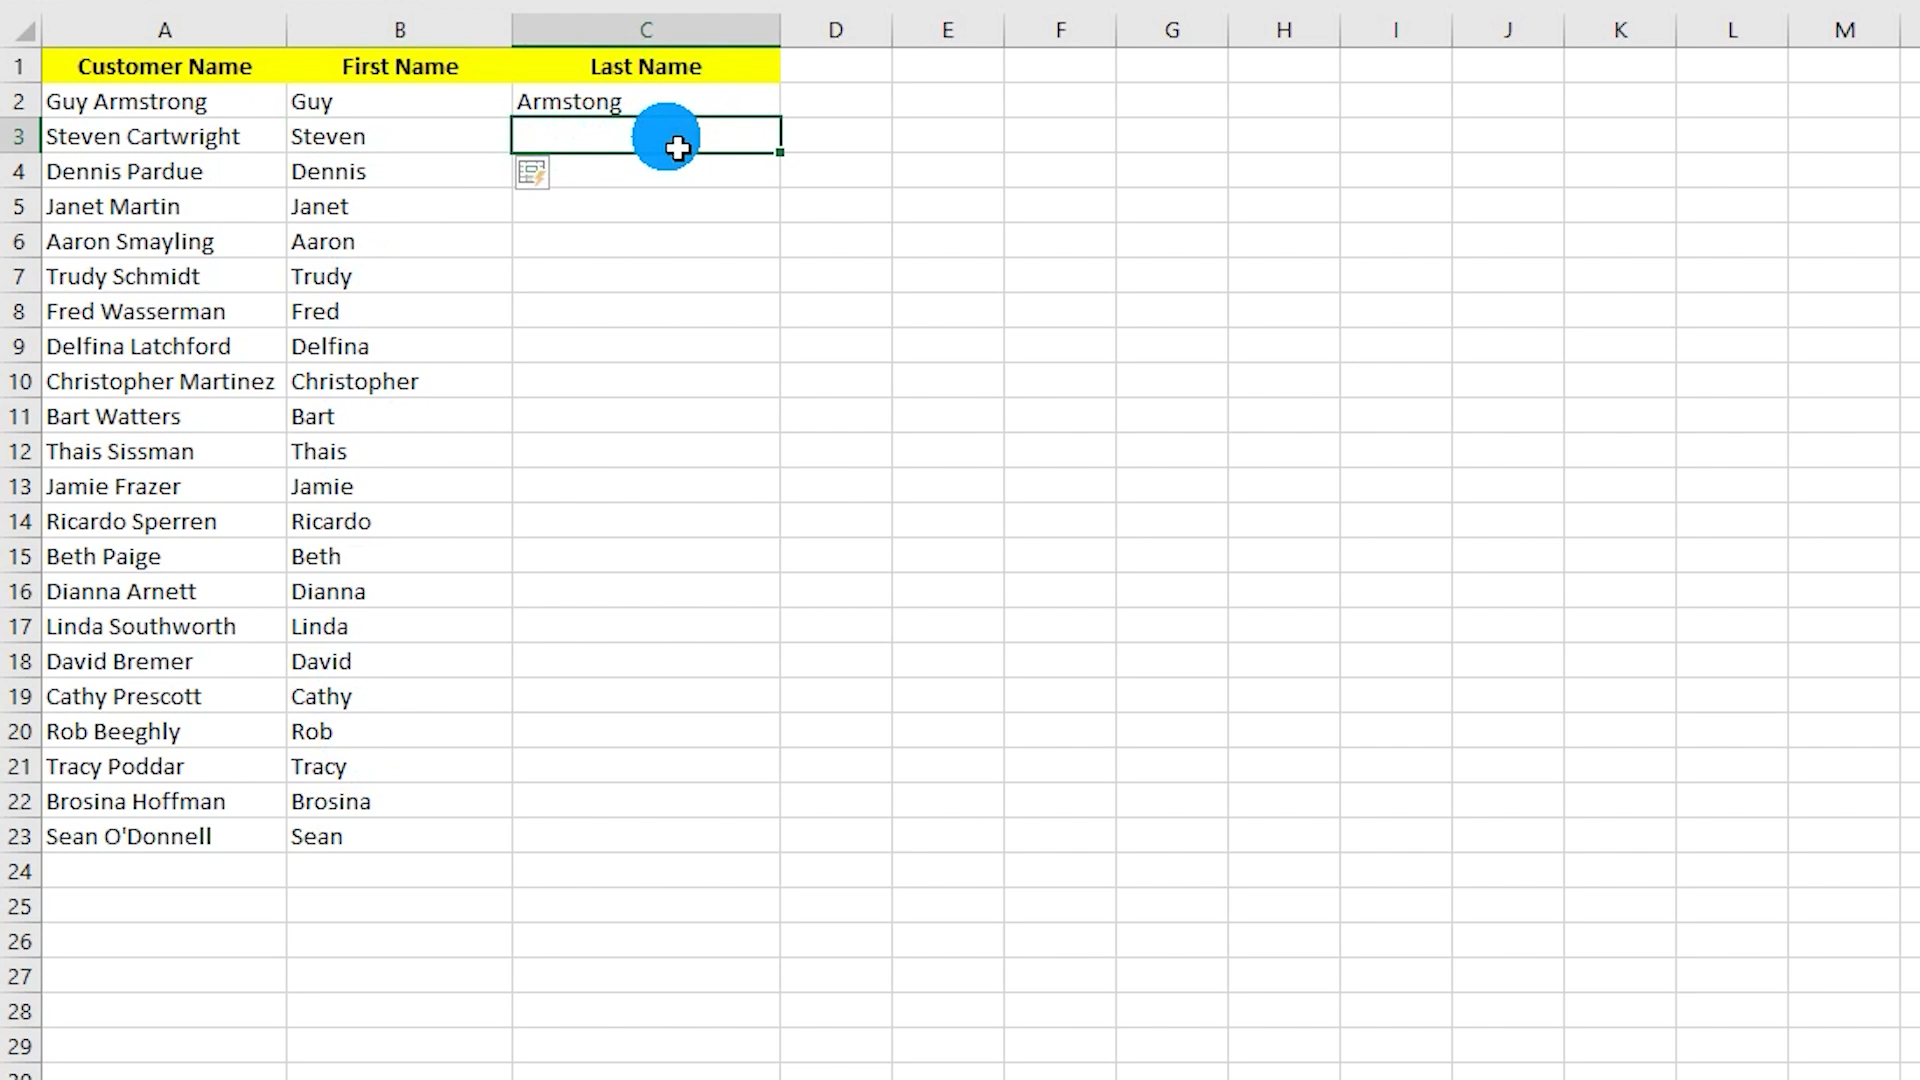 A B C D E F G H I J K L M
1 Customer Name First Name Last Name
2 Guy Armstrong Guy Armstong
3 Steven Cartwright Steven
4 Dennis Pardue Dennis
5 Janet Martin Janet
6 Aaron Smayling Aaron
7 Trudy Schmidt Trudy
8 Fred Wasserman Fred
9 Delfina Latchford Delfina
10 Christopher Martinez Christopher
11 Bart Watters Bart
12 Thais Sissman Thais
13 Jamie Frazer Jamie
14 Ricardo Sperren Ricardo
15 Beth Paige Beth
16 Dianna Arnett Dianna
17 Linda Southworth Linda
18 David Bremer David
19 Cathy Prescott Cathy
20 Rob Beeghly Rob
21 Tracy Poddar Tracy
22 Brosina Hoffman Brosina
23 Sean O'Donnell Sean
24
25
26
27
28
29